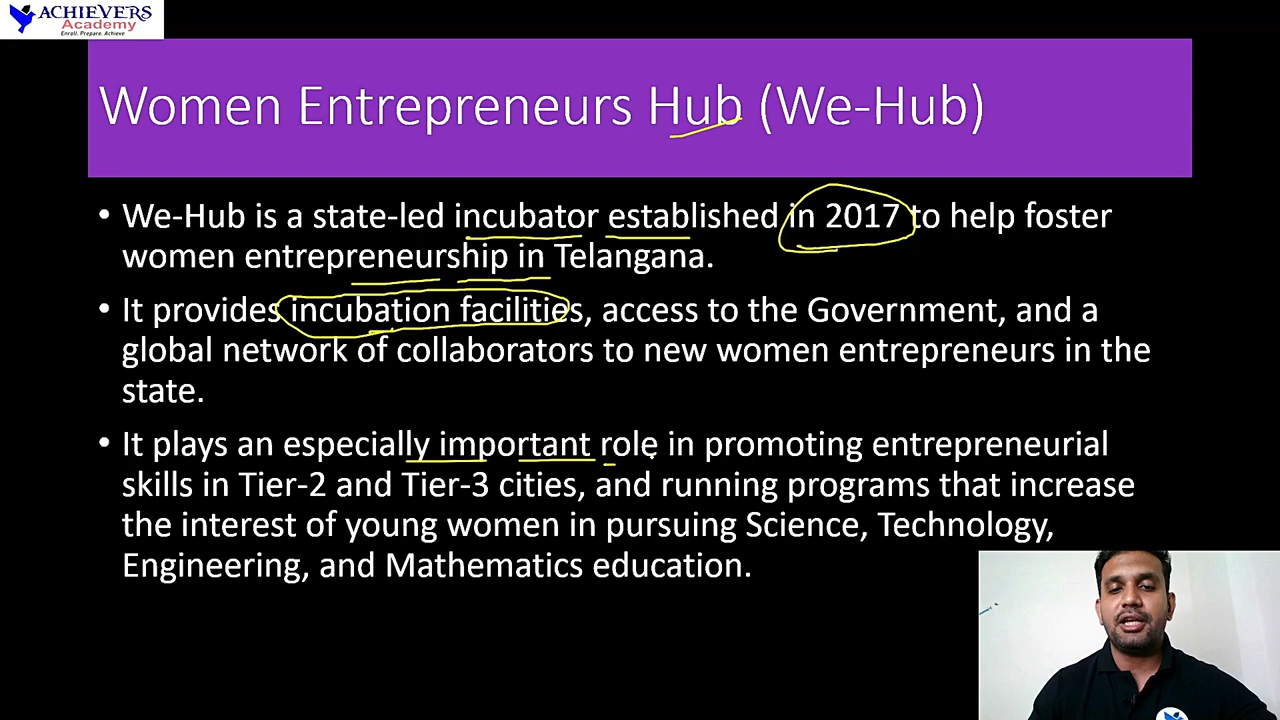 ACHIEVERS
Academy
Enroll. Prepare. Achieve
Women Entrepreneurs Hub (We-Hub)
• We-Hub is a state-led incubator established in 2017 to help foster
women entrepreneurship in Telangana.
• It provides incubation facilities, access to the Government, and a
global network of collaborators to new women entrepreneurs in the
state.
• It plays an especially important role in promoting entrepreneurial
skills in Tier-2 and Tier-3 cities, and running programs that increase
the interest of young women in pursuing Science, Technology,
Engineering, and Mathematics education.